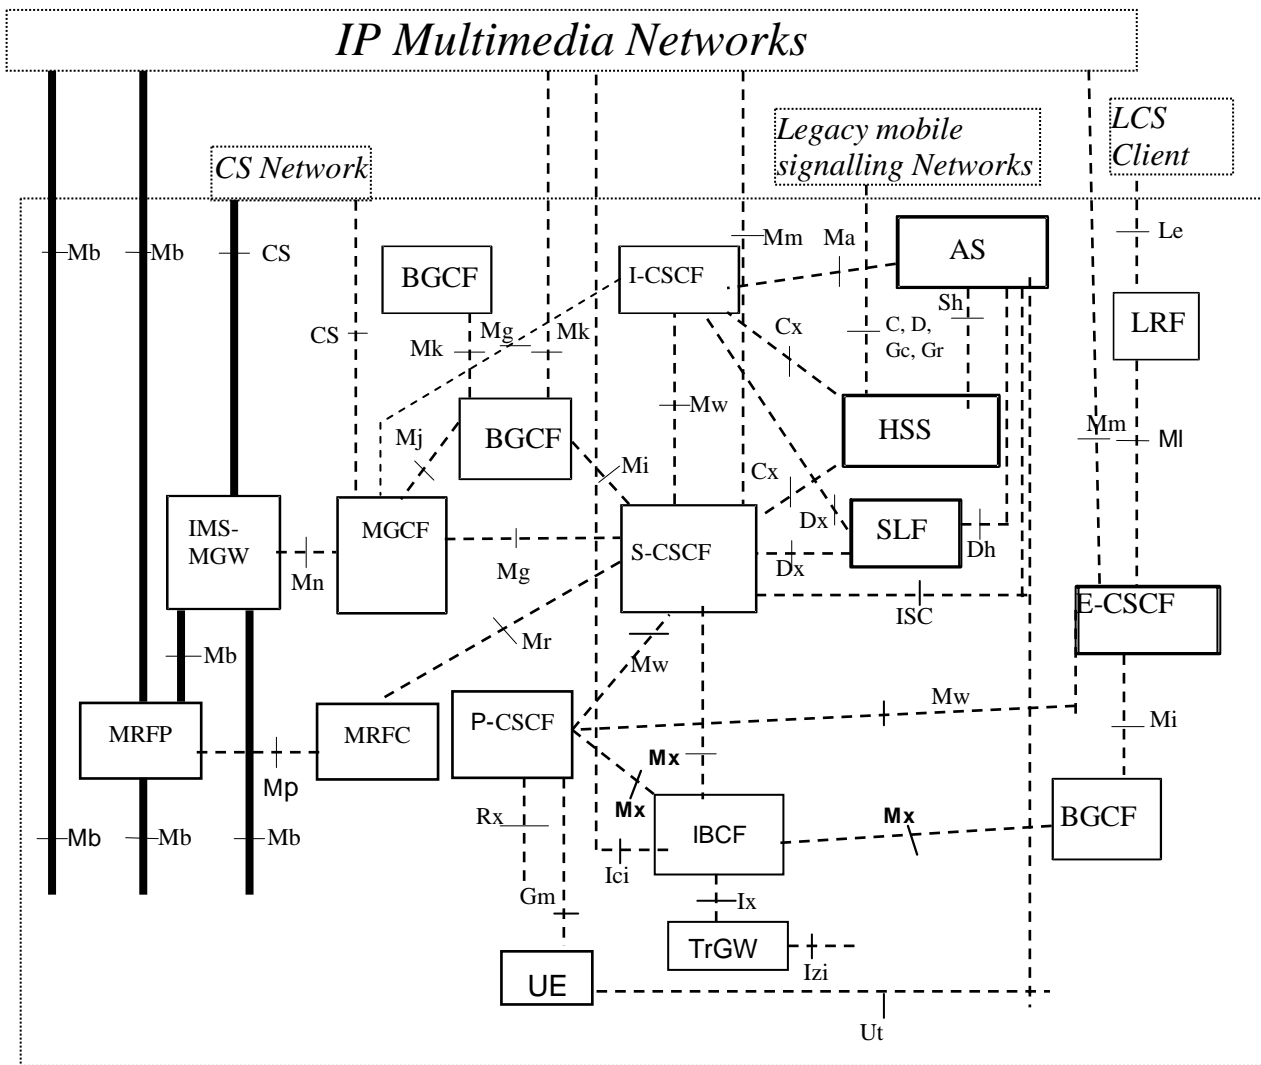 IP Multimedia Networks
Legacy mobile
signalling Networks
LCS
Client
CS Network
Mb
Mb
CS
BGCF
I-CSCF
Mm
Ma
AS
Le
Sh
LRF
CS
Mk
Mg
Mk
Cx
C, D,
Gc, Gr
Mw
Mj
BGCF
Mi
HSS
Mm
Ml
Cx
IMS-
MGW
MGCF
Mn
Mg
S-CSCF
Dx
Dx
SLF
Dh
ISC
E-CSCF
Mb
Mr
Mw
Mw
Mi
MRFP
MRFC
P-CSCF
Mp
Mx
Mx
Mx
BGCF
Mb
Mb
Mb
Rx
IBCF
Ici
Gm
Ix
TrGW
Izi
UE
Ut